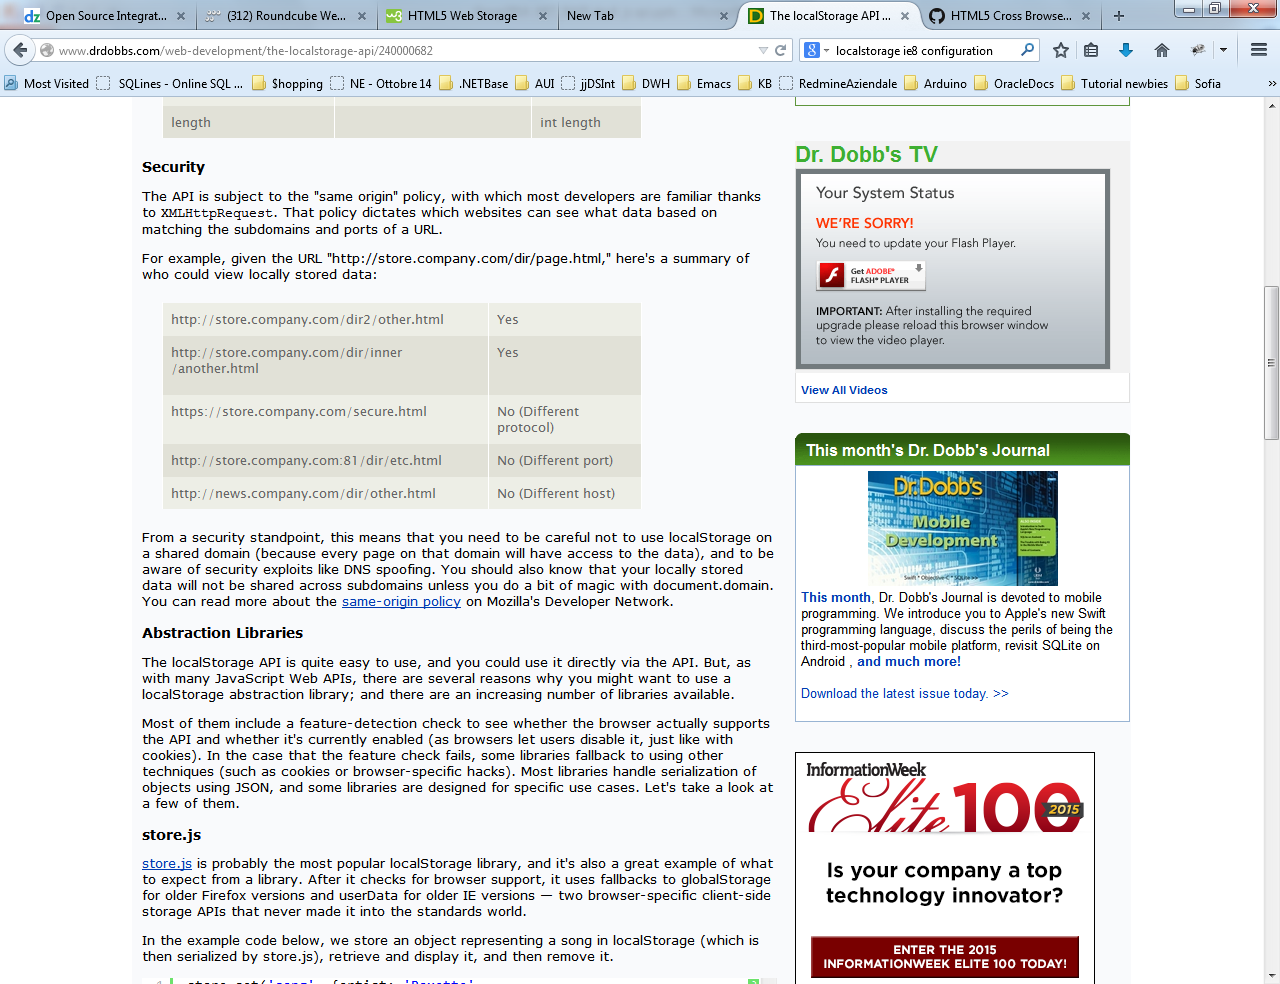 Open Source Integrat...
(312) Roundcube We...
HTML5 Web Storage
New Tab
The localStorage API ...
HTML5 Cross Browse...
www.drdobbs.com/web-development/the-localstorage-api/240000682
localstorage ie8 configuration
Most Visited
SQLines - Online SQL ...
$hopping
NE - Ottobre 14
.NETBase
AUI
jjDSInt
DWH
Emacs
KB
RedmineAziendale
Arduino
OracleDocs
Tutorial newbies
Sofia
length
int length
Security
The API is subject to the "same origin" policy, with which most developers are familiar thanks
to XMLHttpRequest. That policy dictates which websites can see what data based on
matching the subdomains and ports of a URL.
For example, given the URL "http://store.company.com/dir/page.html," here's a summary of
who could view locally stored data:
http://store.company.com/dir2/other.html
Yes
http://store.company.com/dir/inner
/another.html
Yes
https://store.company.com/secure.html
No (Different
protocol)
http://store.company.com:81/dir/etc.html
No (Different port)
http://news.company.com/dir/other.html
No (Different host)
From a security standpoint, this means that you need to be careful not to use localStorage on
a shared domain (because every page on that domain will have access to the data), and to be
aware of security exploits like DNS spoofing. You should also know that your locally stored
data will not be shared across subdomains unless you do a bit of magic with document.domain.
You can read more about the same-origin policy on Mozilla's Developer Network.
Abstraction Libraries
The localStorage API is quite easy to use, and you could use it directly via the API. But, as
with many JavaScript Web APIs, there are several reasons why you might want to use a
localStorage abstraction library; and there are an increasing number of libraries available.
Most of them include a feature-detection check to see whether the browser actually supports
the API and whether it's currently enabled (as browsers let users disable it, just like with
cookies). In the case that the feature check fails, some libraries fallback to using other
techniques (such as cookies or browser-specific hacks). Most libraries handle serialization of
objects using JSON, and some libraries are designed for specific use cases. Let's take a look at
a few of them.
store.js
store.js is probably the most popular localStorage library, and it's also a great example of what
to expect from a library. After it checks for browser support, it uses fallbacks to globalStorage
for older Firefox versions and userData for older IE versions — two browser-specific client-side
storage APIs that never made it into the standards world.
In the example code below, we store an object representing a song in localStorage (which is
then serialized by store.js), retrieve and display it, and then remove it.
Dr. Dobb's TV
Your System Status
WE'RE SORRY!
You need to update your Flash Player.
Get ADOBE®
FLASH® PLAYER
IMPORTANT: After installing the required
upgrade please reload this browser window
to view the video player.
View All Videos
This month's Dr. Dobb's Journal
Dr.Dobb's
Mobile
Development
Swift * Objective-C * SQLite >>
This month, Dr. Dobb's Journal is devoted to mobile
programming. We introduce you to Apple's new Swift
programming language, discuss the perils of being the
third-most-popular mobile platform, revisit SQLite on
Android , and much more!
Download the latest issue today. >>
InformationWeek
Elite 100
2015
Is your company a top
technology innovator?
ENTER THE 2015
INFORMATIONWEEK ELITE 100 TODAY!